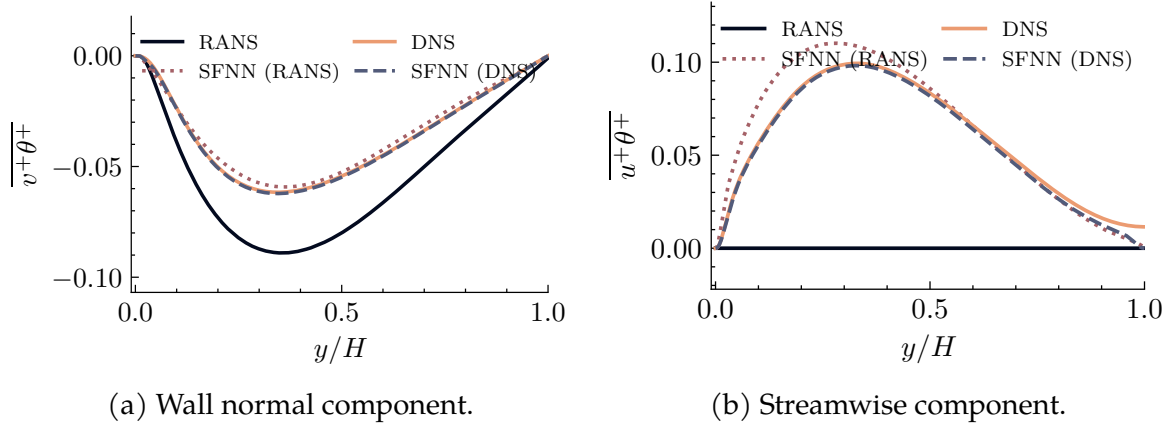 RANS
DNS
SFNN (RANS)
SFNN (DNS)
0.00
−0.05
−0.10
0.0
0.5
1.0
v⁺θ⁺
y/H
(a) Wall normal component.
RANS
DNS
SFNN (RANS)
SFNN (DNS)
0.10
0.05
0.00
0.0
0.5
1.0
u⁺θ⁺
y/H
(b) Streamwise component.